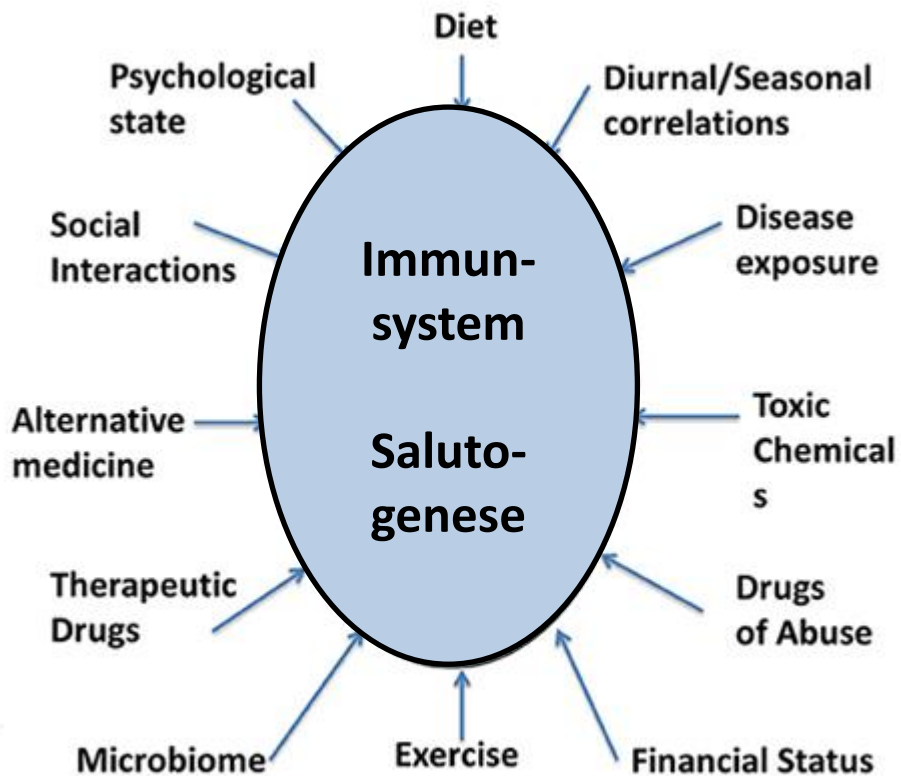 Diet
Psychological
state
Diurnal/Seasonal
correlations
Social
Interactions
Disease
exposure
Immun-
system
Saluto-
genese
Alternative
medicine
Toxic
Chemical
s
Therapeutic
Drugs
Drugs
of Abuse
Microbiome
Exercise
Financial Status